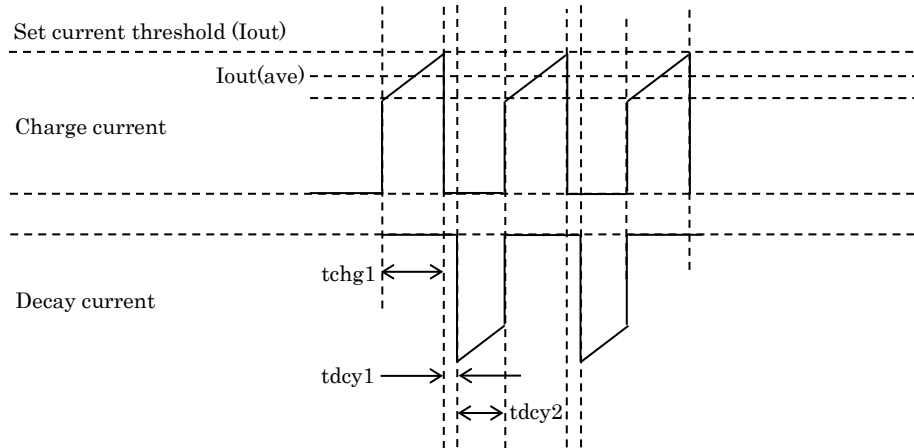 Set current threshold (Iout)
Iout(ave)
Charge current
tchg1
Decay current
tdcy1
tdcy2